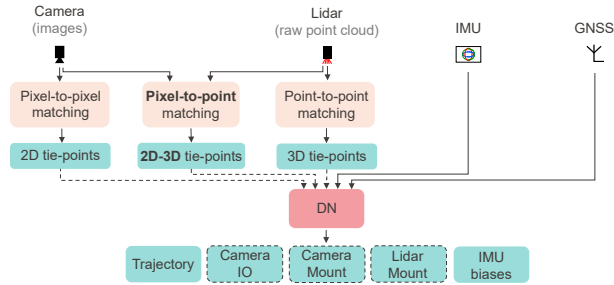 Camera
(images)
Lidar
(raw point cloud)
IMU
GNSS
Pixel-to-pixel
matching
Pixel-to-point
matching
Point-to-point
matching
2D tie-points
2D-3D tie-points
3D tie-points
DN
Trajectory
Camera
IO
Camera
Mount
Lidar
Mount
IMU
biases